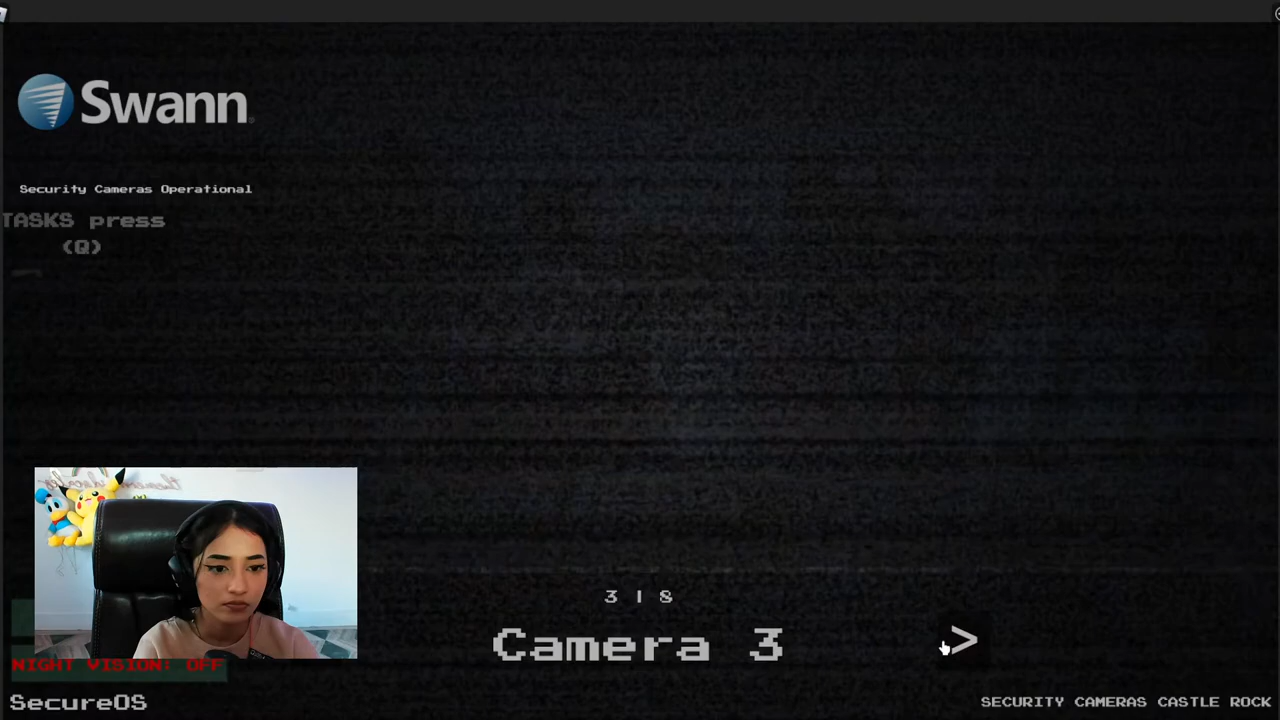 Swann
Security Cameras Operational
TASKS press
(Q)
3 | 8
Camera 3
>
NIGHT VISION: OFF
SecureOS
SECURITY CAMERAS CASTLE ROCK